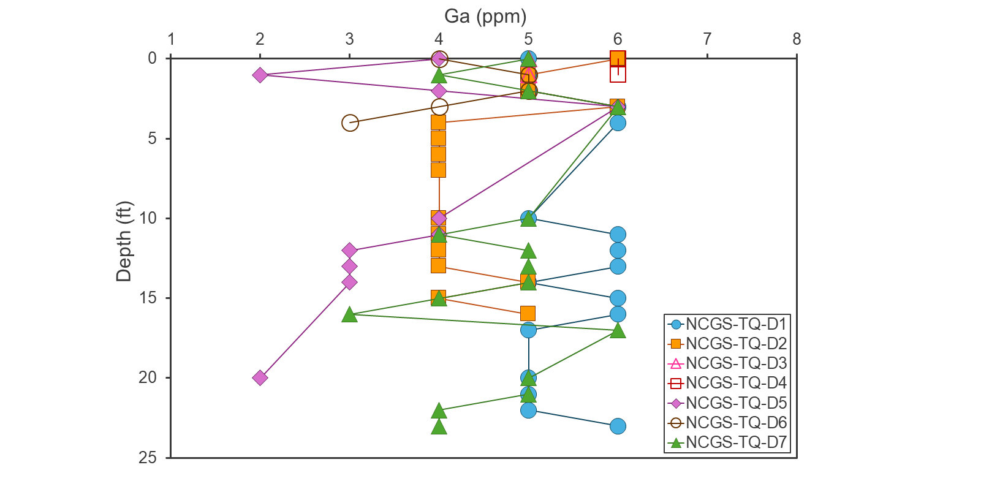 Ga (ppm)
1 2 3 4 5 6 7 8
0
5
10
15
20
25
Depth (ft)
NCGS-TQ-D1
NCGS-TQ-D2
NCGS-TQ-D3
NCGS-TQ-D4
NCGS-TQ-D5
NCGS-TQ-D6
NCGS-TQ-D7